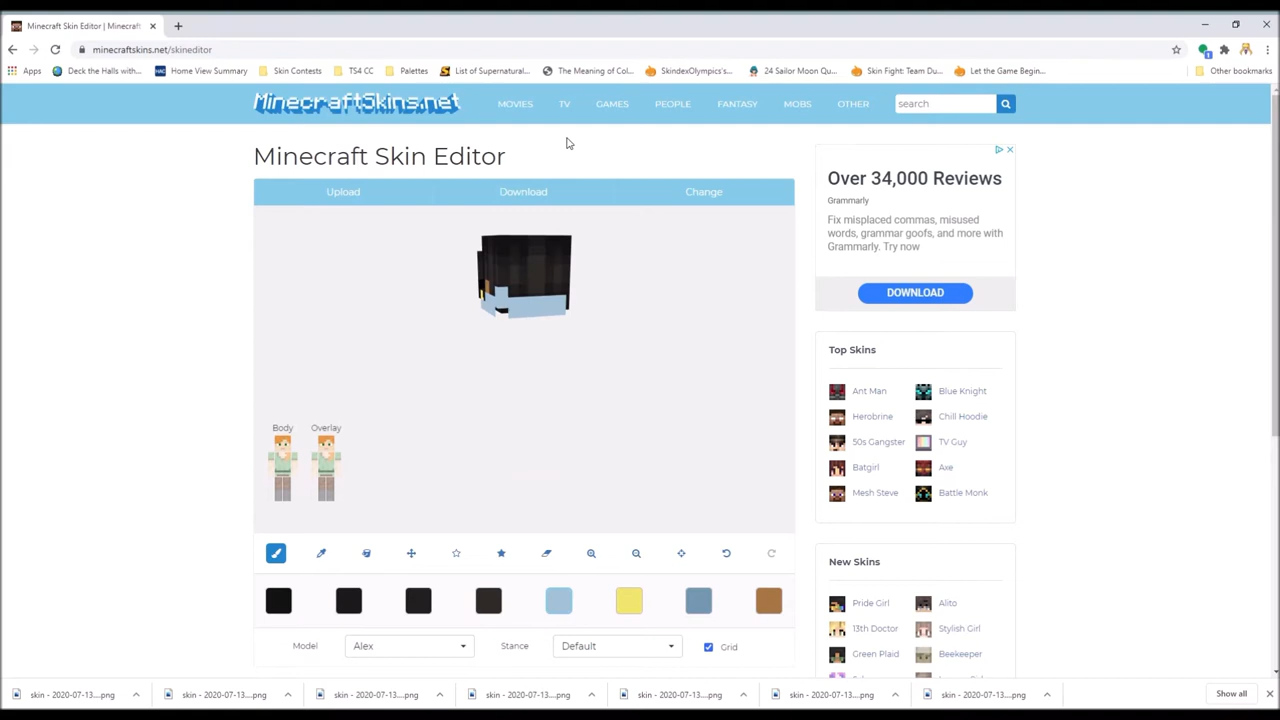 Minecraft Skin Editor | Minecraft
minecraftskins.net/skineditor
Apps Deck the Halls with... Home View Summary Skin Contests TS4 CC Palettes List of Supernatural... The Meaning of Col... SkindexOlympics's... 24 Sailor Moon Qu... Skin Fight: Team Du... Let the Game Begin... Other bookmarks
MinecraftSkins.net MOVIES TV GAMES PEOPLE FANTASY MOBS OTHER search
Minecraft Skin Editor
Upload Download Change
Body Overlay
Model Alex Stance Default Grid
Over 34,000 Reviews
Grammarly
Fix misplaced commas, misused
words, grammar goofs, and more with
Grammarly. Try now
DOWNLOAD
Top Skins
Ant Man Blue Knight
Herobrine Chill Hoodie
50s Gangster TV Guy
Batgirl Axe
Mesh Steve Battle Monk
New Skins
Pride Girl Alito
13th Doctor Stylish Girl
Green Plaid Beekeeper
skin - 2020-07-13....png skin - 2020-07-13....png skin - 2020-07-13....png skin - 2020-07-13....png skin - 2020-07-13....png skin - 2020-07-13....png skin - 2020-07-13....png Show all